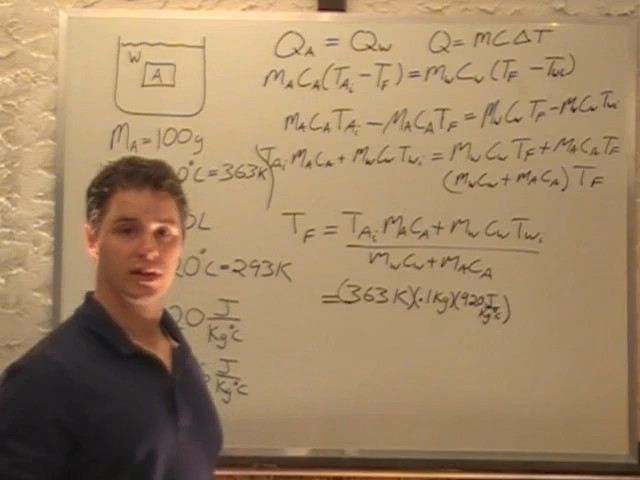 W
A
Q_A = Q_W Q = mCΔT
m_A C_A (T_Ai - T_F) = m_W C_W (T_F - T_Wi)
m_A C_A T_Ai - m_A C_A T_F = m_W C_W T_F - m_W C_W T_Wi
T_Ai m_A C_A + m_W C_W T_Wi = m_W C_W T_F + m_A C_A T_F
(m_W C_W + m_A C_A) T_F
T_F = T_Ai m_A C_A + m_W C_W T_Wi
m_W C_W + m_A C_A
= (363K)(.1Kg)(920 J/Kg°C)
M_A = 100g
0°C = 363K
L
20°C = 293K
20 J/Kg°C
J/Kg°C